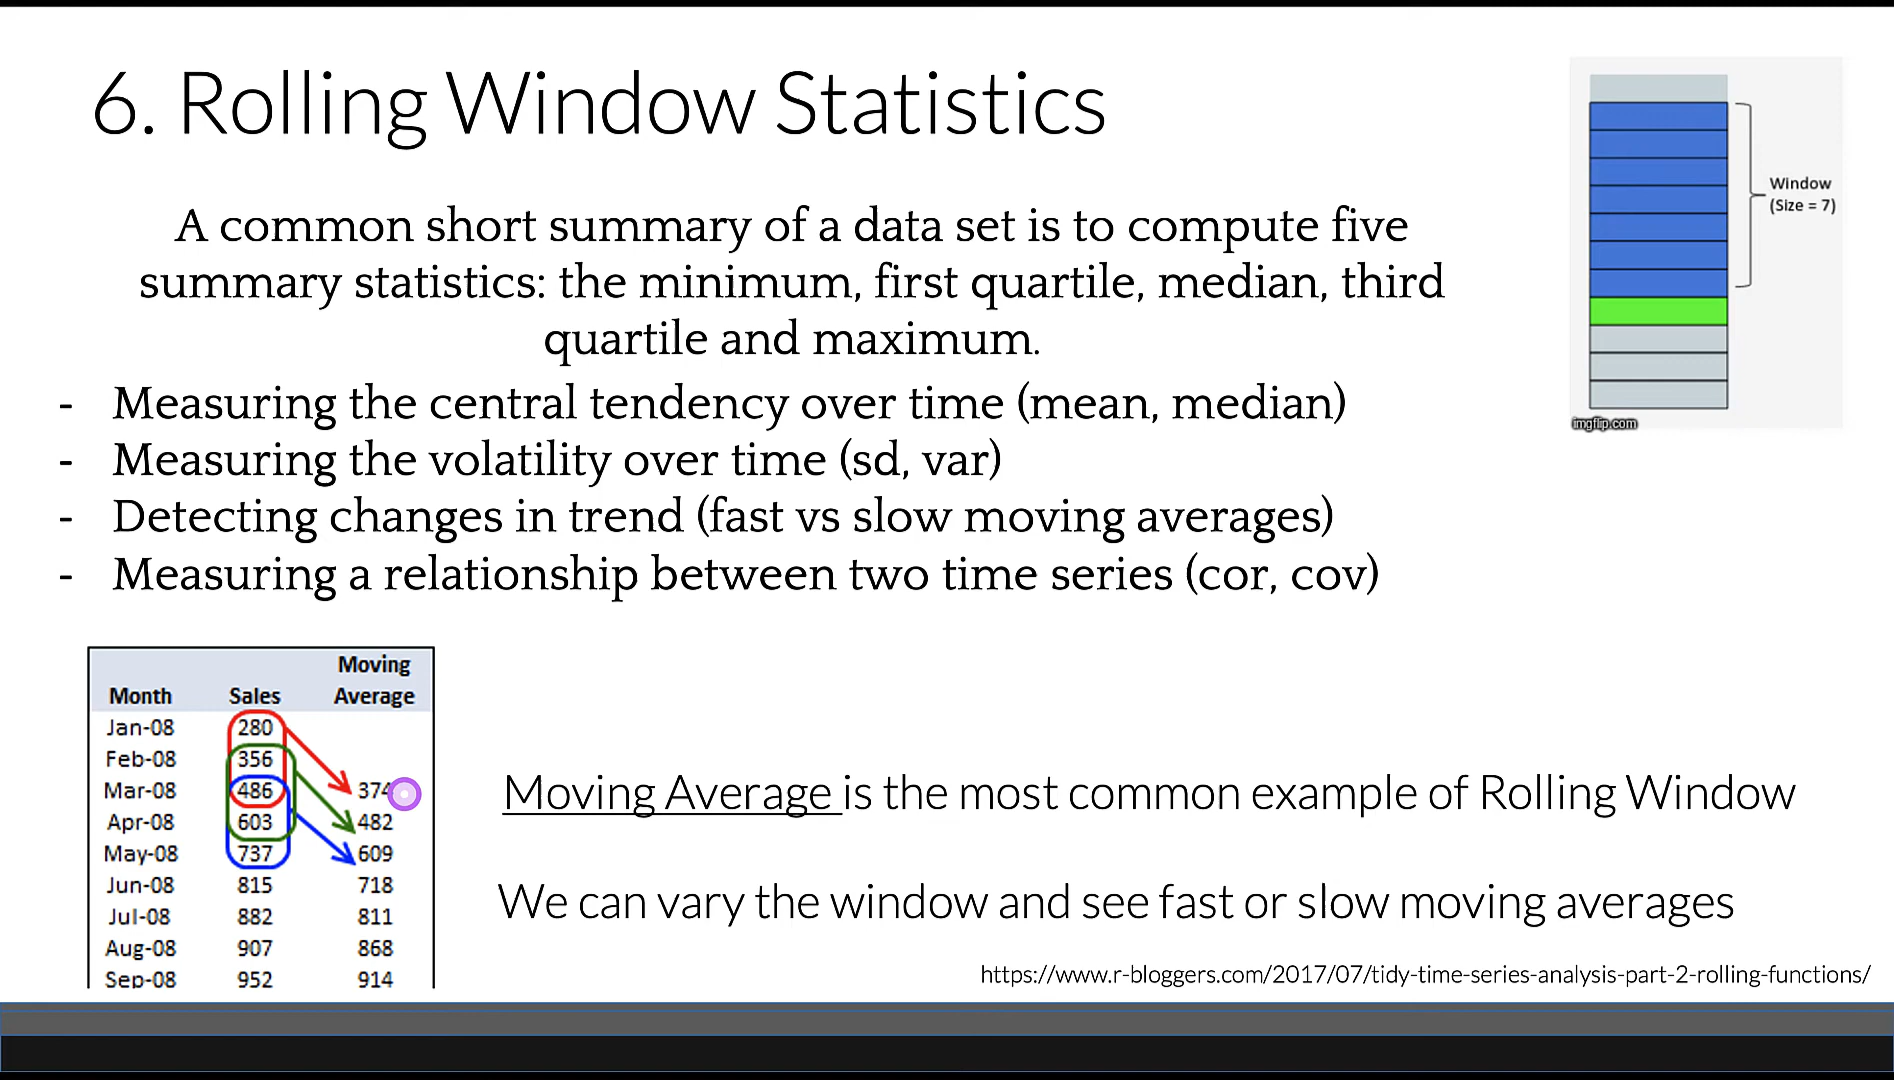 6. Rolling Window Statistics
A common short summary of a data set is to compute five
summary statistics: the minimum, first quartile, median, third
quartile and maximum.
- Measuring the central tendency over time (mean, median)
- Measuring the volatility over time (sd, var)
- Detecting changes in trend (fast vs slow moving averages)
- Measuring a relationship between two time series (cor, cov)
Window
(Size = 7)
imgflip.com
Moving
Month Sales Average
Jan-08 280
Feb-08 356
Mar-08 486 374
Apr-08 603 482
May-08 737 609
Jun-08 815 718
Jul-08 882 811
Aug-08 907 868
Sep-08 952 914
Moving Average is the most common example of Rolling Window
We can vary the window and see fast or slow moving averages
https://www.r-bloggers.com/2017/07/tidy-time-series-analysis-part-2-rolling-functions/